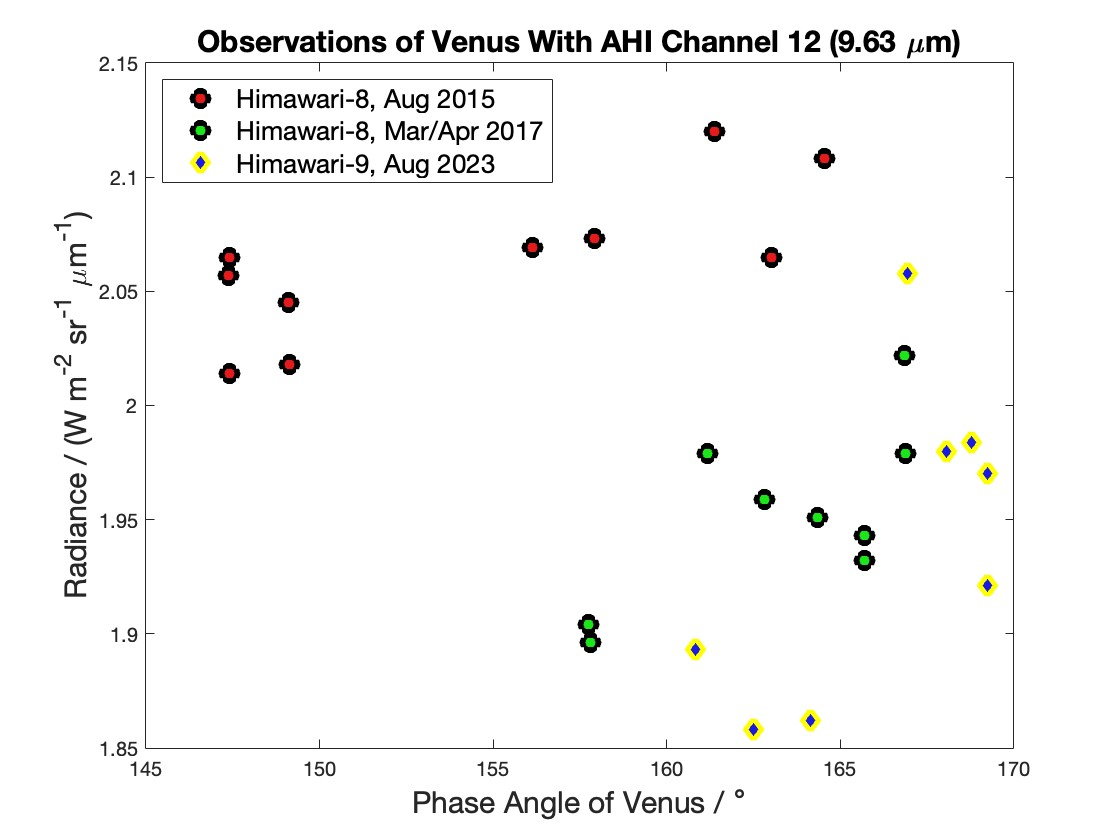 Observations of Venus With AHI Channel 12 (9.63 μm)
Himawari-8, Aug 2015
Himawari-8, Mar/Apr 2017
Himawari-9, Aug 2023
Radiance / (W m⁻² sr⁻¹ μm⁻¹)
2.15
2.1
2.05
2
1.95
1.9
1.85
145 150 155 160 165 170
Phase Angle of Venus / °